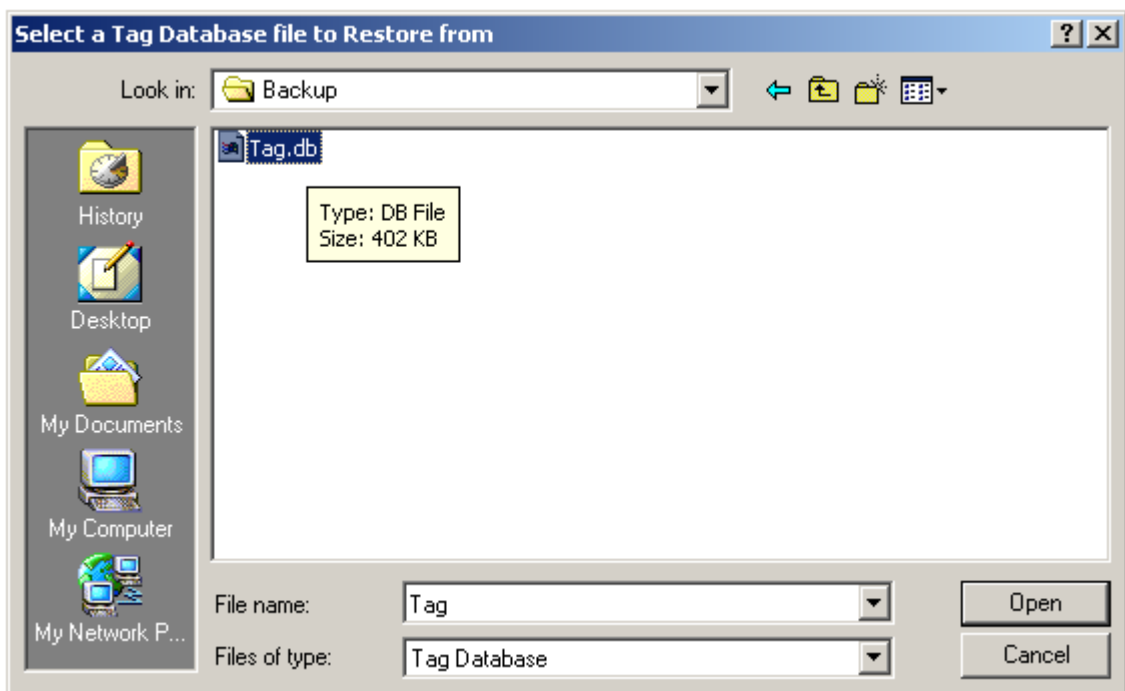 Select a Tag Database file to Restore from
Look in: Backup
Tag.db
Type: DB File
Size: 402 KB
History
Desktop
My Documents
My Computer
My Network P...
File name: Tag Open
Files of type: Tag Database Cancel